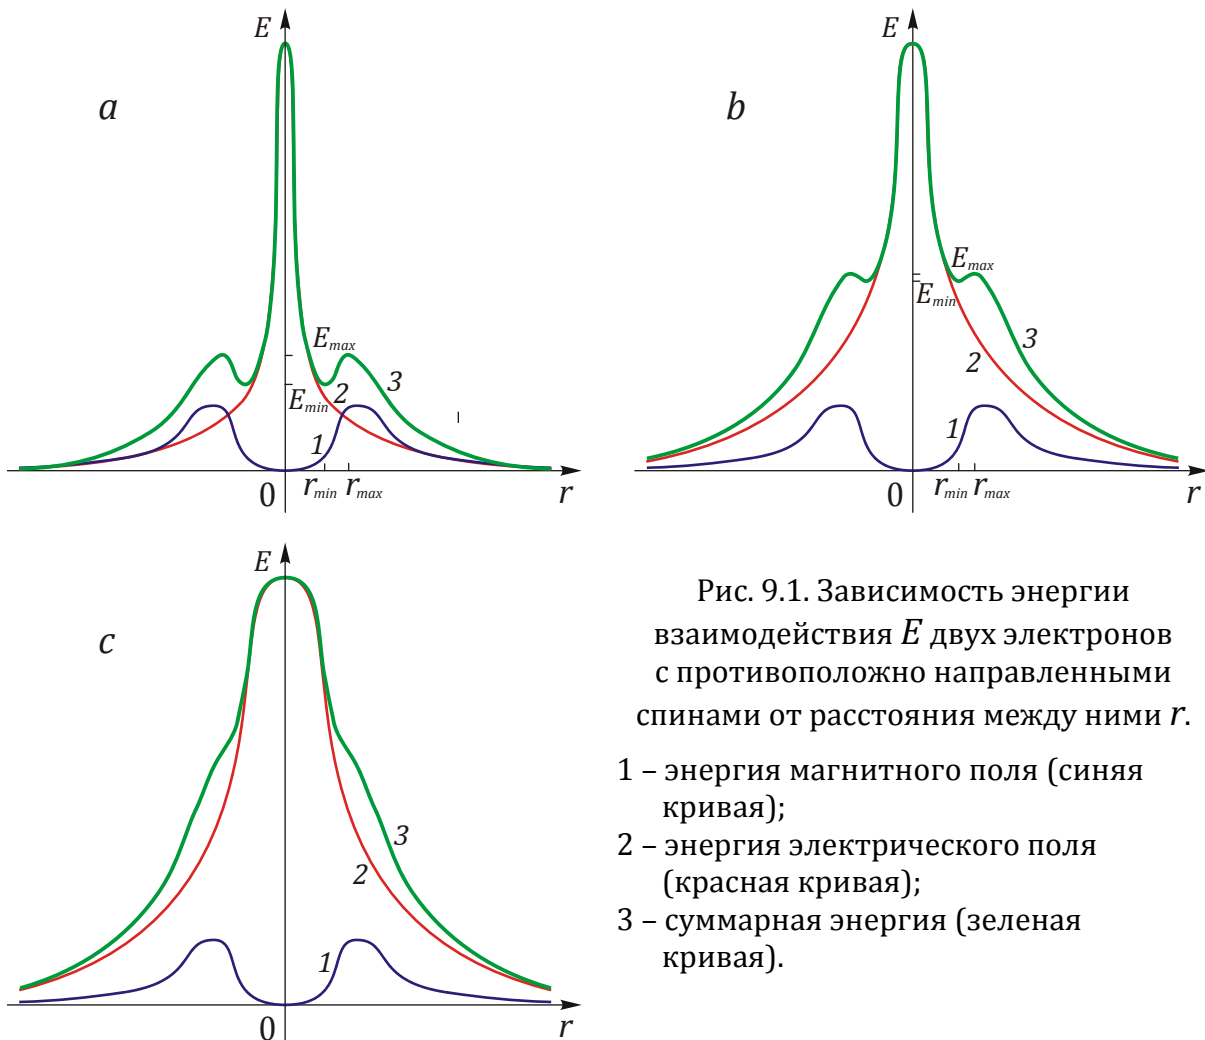 E
a
E_max
E_min
1
2
3
0
r_min
r_max
r
E
b
E_max
E_min
3
2
1
0
r_min
r_max
r
E
c
3
2
1
0
r
Рис. 9.1. Зависимость энергии
взаимодействия E двух электронов
с противоположно направленными
спинами от расстояния между ними r.
1 – энергия магнитного поля (синяя
кривая);
2 – энергия электрического поля
(красная кривая);
3 – суммарная энергия (зеленая
кривая).